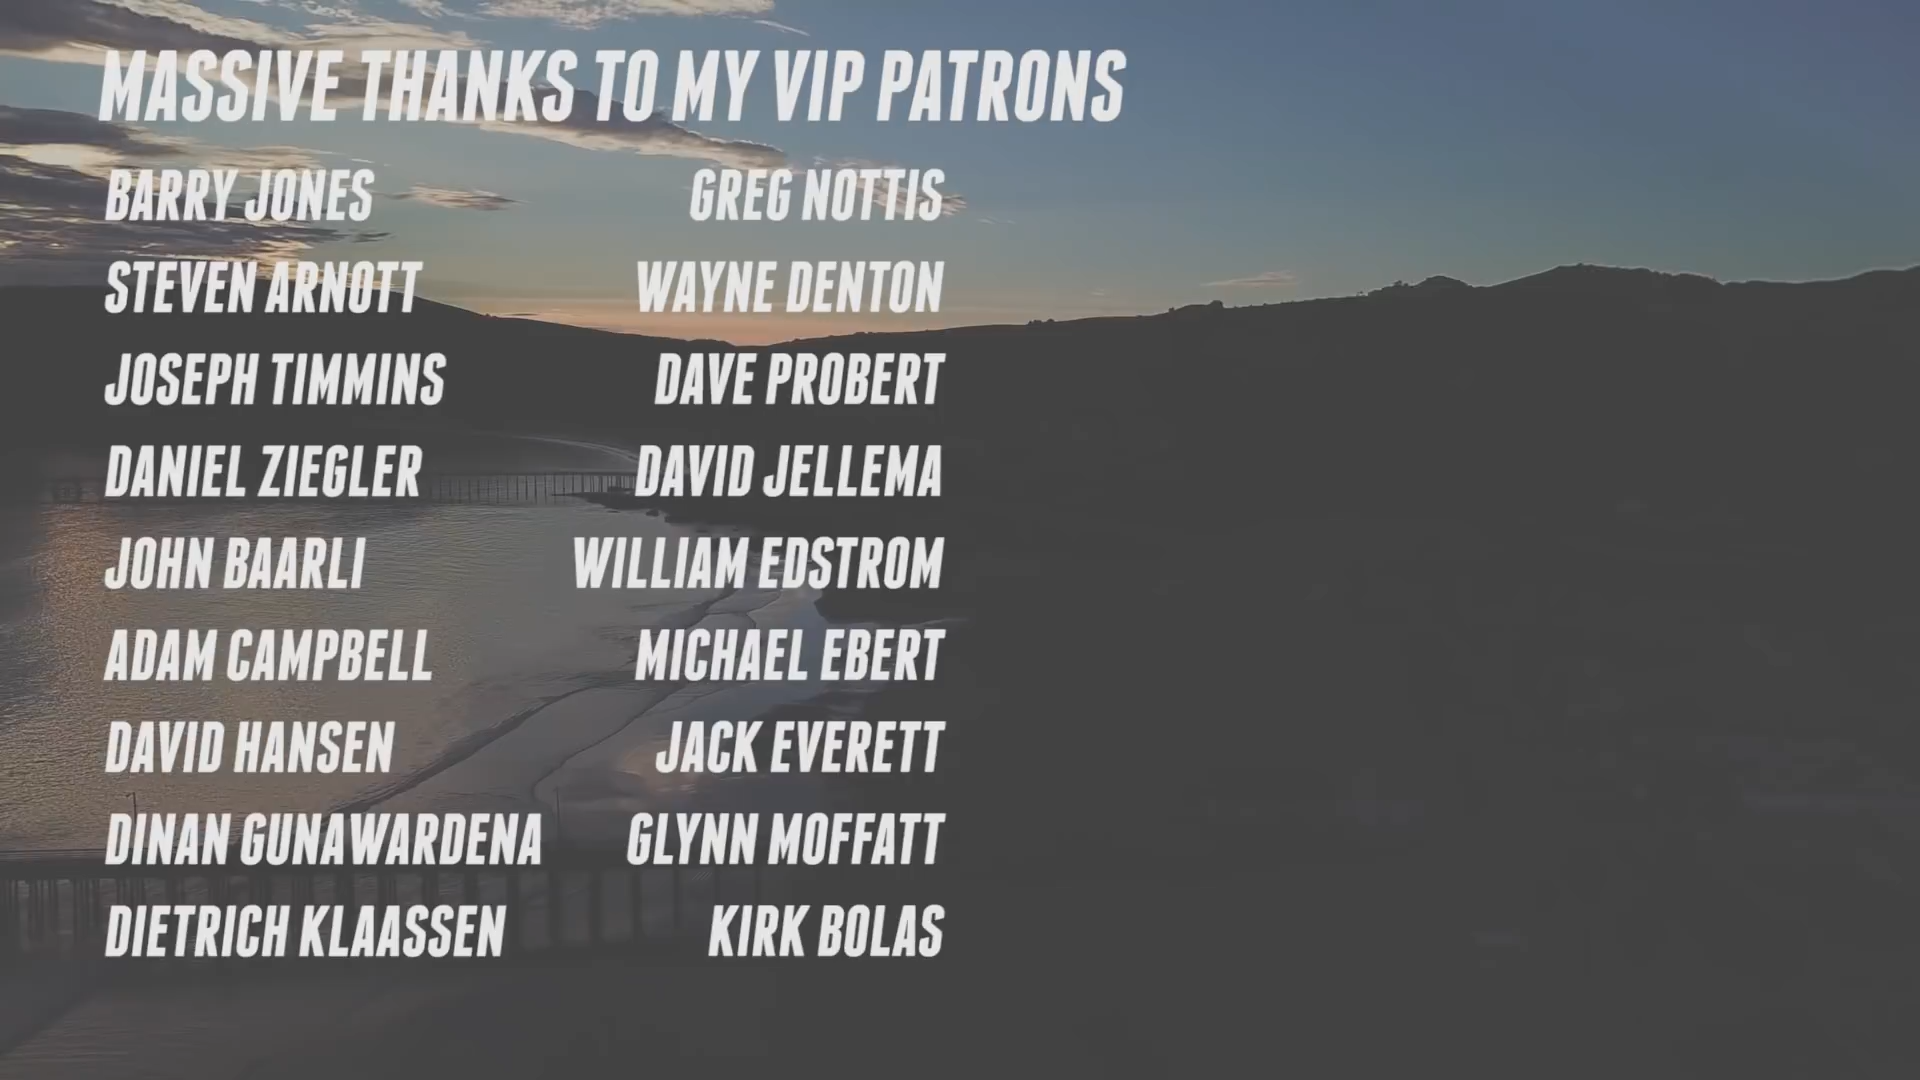 MASSIVE THANKS TO MY VIP PATRONS
BARRY JONES GREG NOTTIS
STEVEN ARNOTT WAYNE DENTON
JOSEPH TIMMINS DAVE PROBERT
DANIEL ZIEGLER DAVID JELLEMA
JOHN BAARLI WILLIAM EDSTROM
ADAM CAMPBELL MICHAEL EBERT
DAVID HANSEN JACK EVERETT
DINAN GUNAWARDENA GLYNN MOFFATT
DIETRICH KLAASSEN KIRK BOLAS